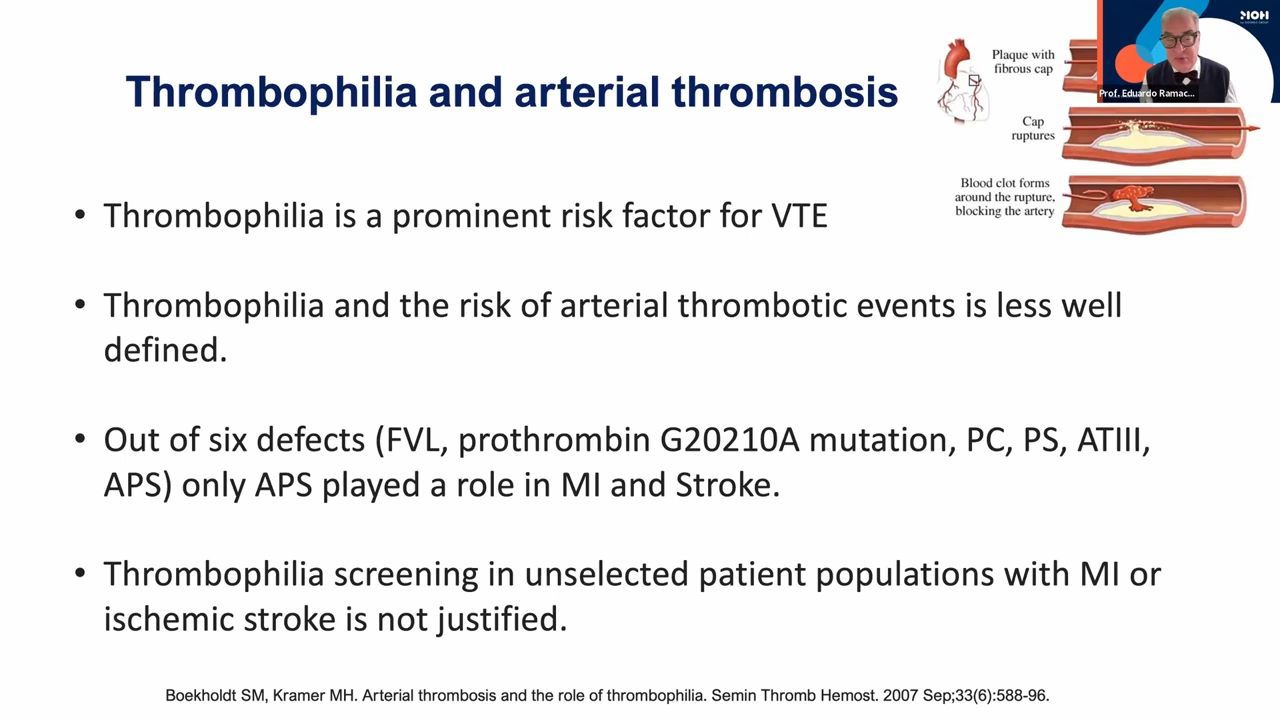 Thrombophilia and arterial thrombosis
Plaque with
fibrous cap
Cap
ruptures
Blood clot forms
around the rupture,
blocking the artery
Prof. Eduardo Ramac...
• Thrombophilia is a prominent risk factor for VTE
• Thrombophilia and the risk of arterial thrombotic events is less well
defined.
• Out of six defects (FVL, prothrombin G20210A mutation, PC, PS, ATIII,
APS) only APS played a role in MI and Stroke.
• Thrombophilia screening in unselected patient populations with MI or
ischemic stroke is not justified.
Boekholdt SM, Kramer MH. Arterial thrombosis and the role of thrombophilia. Semin Thromb Hemost. 2007 Sep;33(6):588-96.